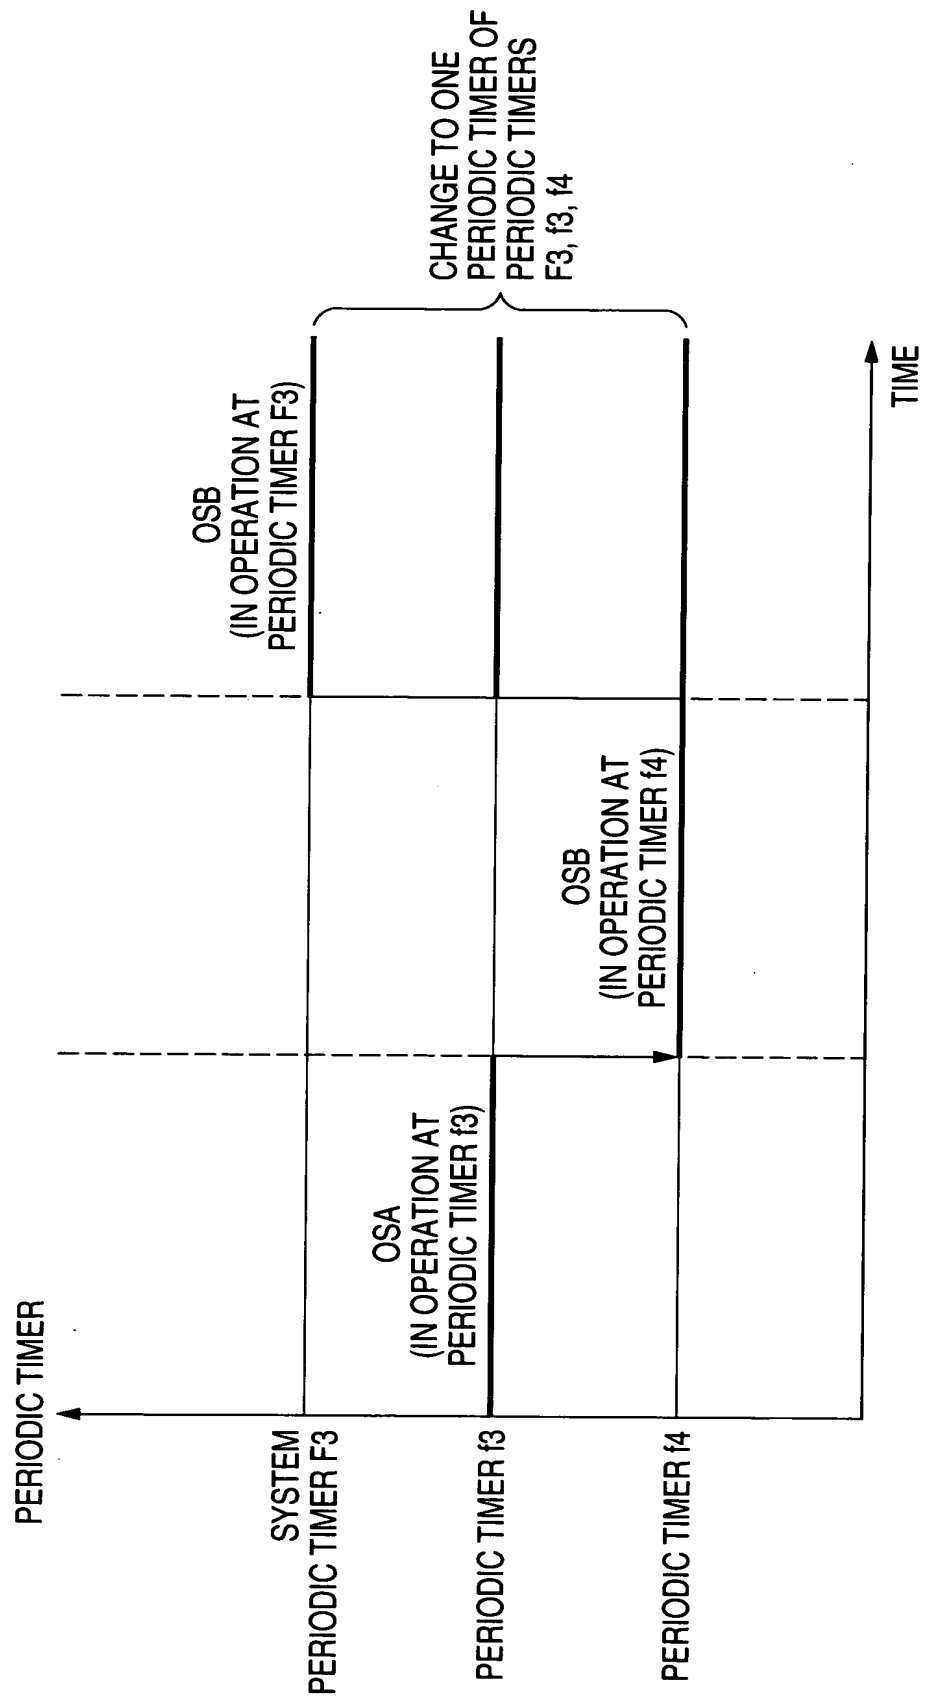 PERIODIC TIMER
SYSTEM
PERIODIC TIMER F3
PERIODIC TIMER f3
PERIODIC TIMER f4
OSA
(IN OPERATION AT
PERIODIC TIMER f3)
OSB
(IN OPERATION AT
PERIODIC TIMER f4)
OSB
(IN OPERATION AT
PERIODIC TIMER F3)
CHANGE TO ONE
PERIODIC TIMER OF
PERIODIC TIMERS
F3, f3, f4
TIME